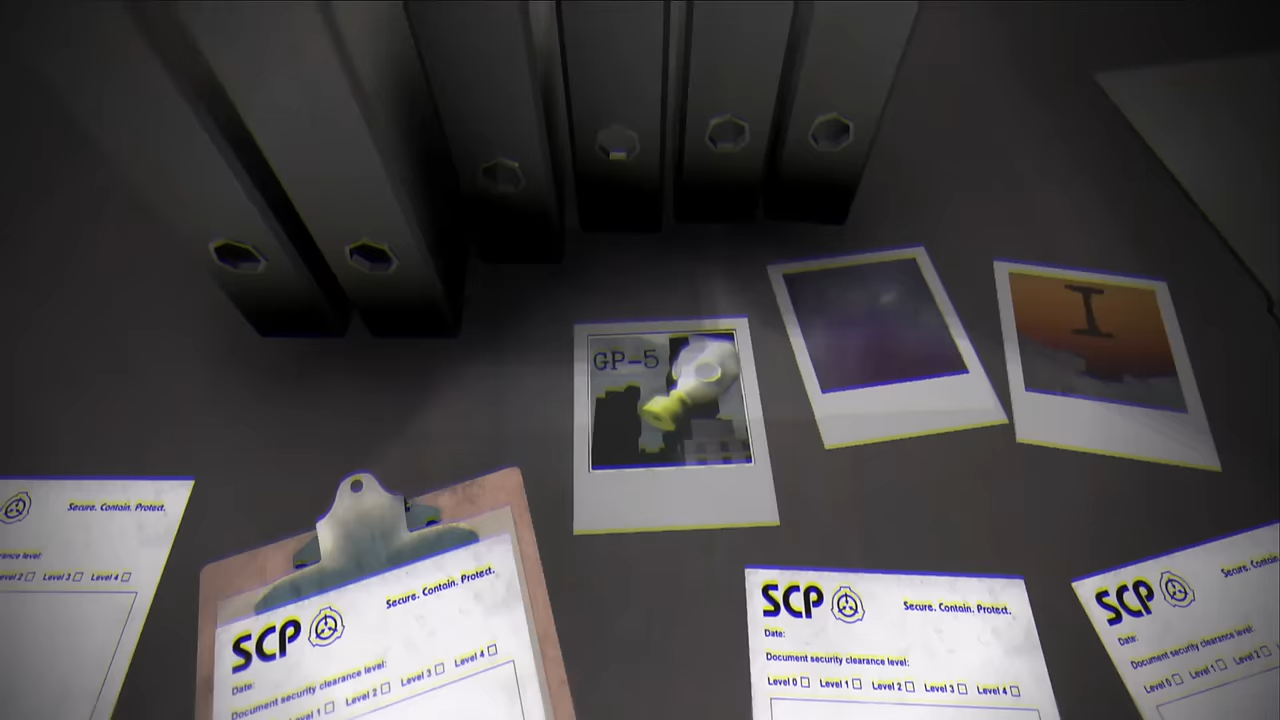 GP-5
I
Secure. Contain. Protect.
Level 2 Level 3 Level 4
SCP
Secure. Contain. Protect.
Date:
Document security clearance level:
Level 1 Level 2 Level 3 Level 4
SCP
Secure. Contain. Protect.
Date:
Document security clearance level:
Level 0 Level 1 Level 2 Level 3 Level 4
SCP
Date:
Document security clearance level:
Level 0 Level 1 Level 2